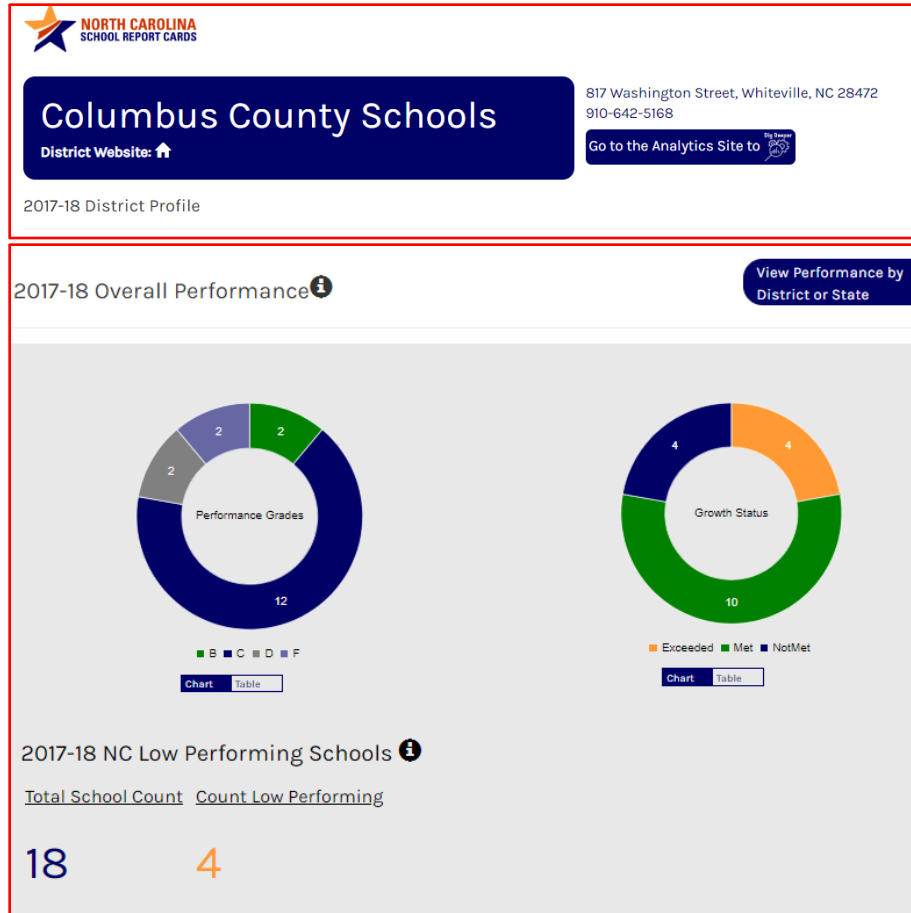 NORTH CAROLINA
SCHOOL REPORT CARDS
Columbus County Schools
District Website:
817 Washington Street, Whiteville, NC 28472
910-642-5168
Go to the Analytics Site to
Dig Deeper
2017-18 District Profile
2017-18 Overall Performance
View Performance by
District or State
2
2
2
Performance Grades
12
B C D F
Chart Table
4
4
Growth Status
10
Exceeded Met NotMet
Chart Table
2017-18 NC Low Performing Schools
Total School Count Count Low Performing
18 4